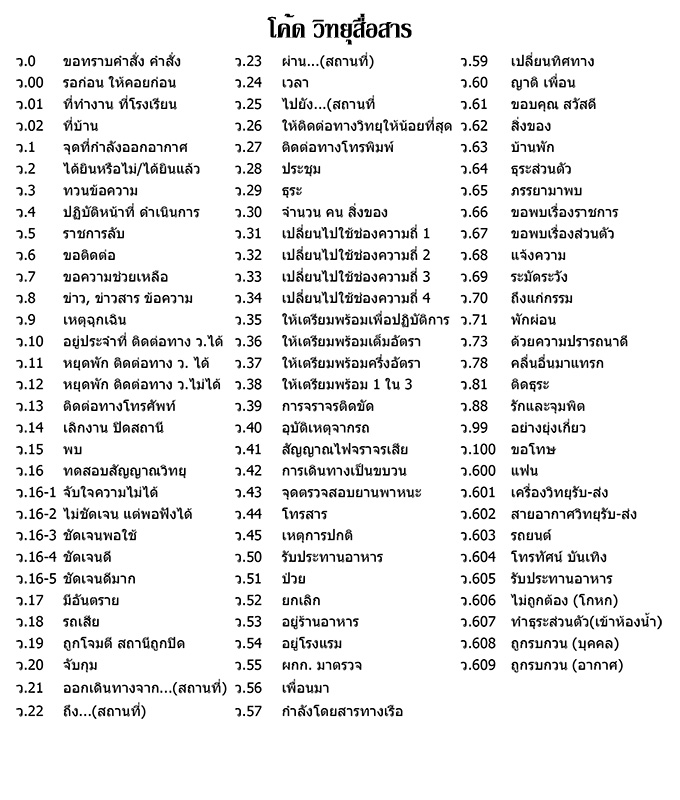 โค้ด วิทยุสื่อสาร
ว.0 ขอทราบคำสั่ง คำสั่ง
ว.00 รอก่อน ให้คอยก่อน
ว.01 ที่ทำงาน ที่โรงเรียน
ว.02 ที่บ้าน
ว.1 จุดที่กำลังออกอากาศ
ว.2 ได้ยินหรือไม่/ได้ยินแล้ว
ว.3 ทวนข้อความ
ว.4 ปฏิบัติหน้าที่ ดำเนินการ
ว.5 ราชการลับ
ว.6 ขอติดต่อ
ว.7 ขอความช่วยเหลือ
ว.8 ข่าว, ข่าวสาร ข้อความ
ว.9 เหตุฉุกเฉิน
ว.10 อยู่ประจำที่ ติดต่อทาง ว.ได้
ว.11 หยุดพัก ติดต่อทาง ว. ได้
ว.12 หยุดพัก ติดต่อทาง ว.ไม่ได้
ว.13 ติดต่อทางโทรศัพท์
ว.14 เลิกงาน ปิดสถานี
ว.15 พบ
ว.16 ทดสอบสัญญาณวิทยุ
ว.16-1 จับใจความไม่ได้
ว.16-2 ไม่ชัดเจน แต่พอฟังได้
ว.16-3 ชัดเจนพอใช้
ว.16-4 ชัดเจนดี
ว.16-5 ชัดเจนดีมาก
ว.17 มีอันตราย
ว.18 รถเสีย
ว.19 ถูกโจมตี สถานีถูกปิด
ว.20 จับกุม
ว.21 ออกเดินทางจาก...(สถานที่)
ว.22 ถึง...(สถานที่)
ว.23 ผ่าน...(สถานที่)
ว.24 เวลา
ว.25 ไปยัง...(สถานที่
ว.26 ให้ติดต่อทางวิทยุให้น้อยที่สุด
ว.27 ติดต่อทางโทรพิมพ์
ว.28 ประชุม
ว.29 ธุระ
ว.30 จำนวน คน สิ่งของ
ว.31 เปลี่ยนไปใช้ช่องความถี่ 1
ว.32 เปลี่ยนไปใช้ช่องความถี่ 2
ว.33 เปลี่ยนไปใช้ช่องความถี่ 3
ว.34 เปลี่ยนไปใช้ช่องความถี่ 4
ว.35 ให้เตรียมพร้อมเพื่อปฏิบัติการ
ว.36 ให้เตรียมพร้อมเต็มอัตรา
ว.37 ให้เตรียมพร้อมครึ่งอัตรา
ว.38 ให้เตรียมพร้อม 1 ใน 3
ว.39 การจราจรติดขัด
ว.40 อุบัติเหตุจากรถ
ว.41 สัญญาณไฟจราจรเสีย
ว.42 การเดินทางเป็นขบวน
ว.43 จุดตรวจสอบยานพาหนะ
ว.44 โทรสาร
ว.45 เหตุการปกติ
ว.50 รับประทานอาหาร
ว.51 ป่วย
ว.52 ยกเลิก
ว.53 อยู่ร้านอาหาร
ว.54 อยู่โรงแรม
ว.55 ผกก. มาตรวจ
ว.56 เพื่อนมา
ว.57 กำลังโดยสารทางเรือ
ว.59 เปลี่ยนทิศทาง
ว.60 ญาติ เพื่อน
ว.61 ขอบคุณ สวัสดี
ว.62 สิ่งของ
ว.63 บ้านพัก
ว.64 ธุระส่วนตัว
ว.65 ภรรยามาพบ
ว.66 ขอพบเรื่องราชการ
ว.67 ขอพบเรื่องส่วนตัว
ว.68 แจ้งความ
ว.69 ระมัดระวัง
ว.70 ถึงแก่กรรม
ว.71 พักผ่อน
ว.73 ด้วยความปรารถนาดี
ว.78 คลื่นอื่นมาแทรก
ว.81 ติดธุระ
ว.88 รักและจุมพิต
ว.99 อย่างยุ่งเกี่ยว
ว.100 ขอโทษ
ว.600 แฟน
ว.601 เครื่องวิทยุรับ-ส่ง
ว.602 สายอากาศวิทยุรับ-ส่ง
ว.603 รถยนต์
ว.604 โทรทัศน์ บันเทิง
ว.605 รับประทานอาหาร
ว.606 ไม่ถูกต้อง (โกหก)
ว.607 ทำธุระส่วนตัว(เข้าห้องน้ำ)
ว.608 ถูกรบกวน (บุคคล)
ว.609 ถูกรบกวน (อากาศ)